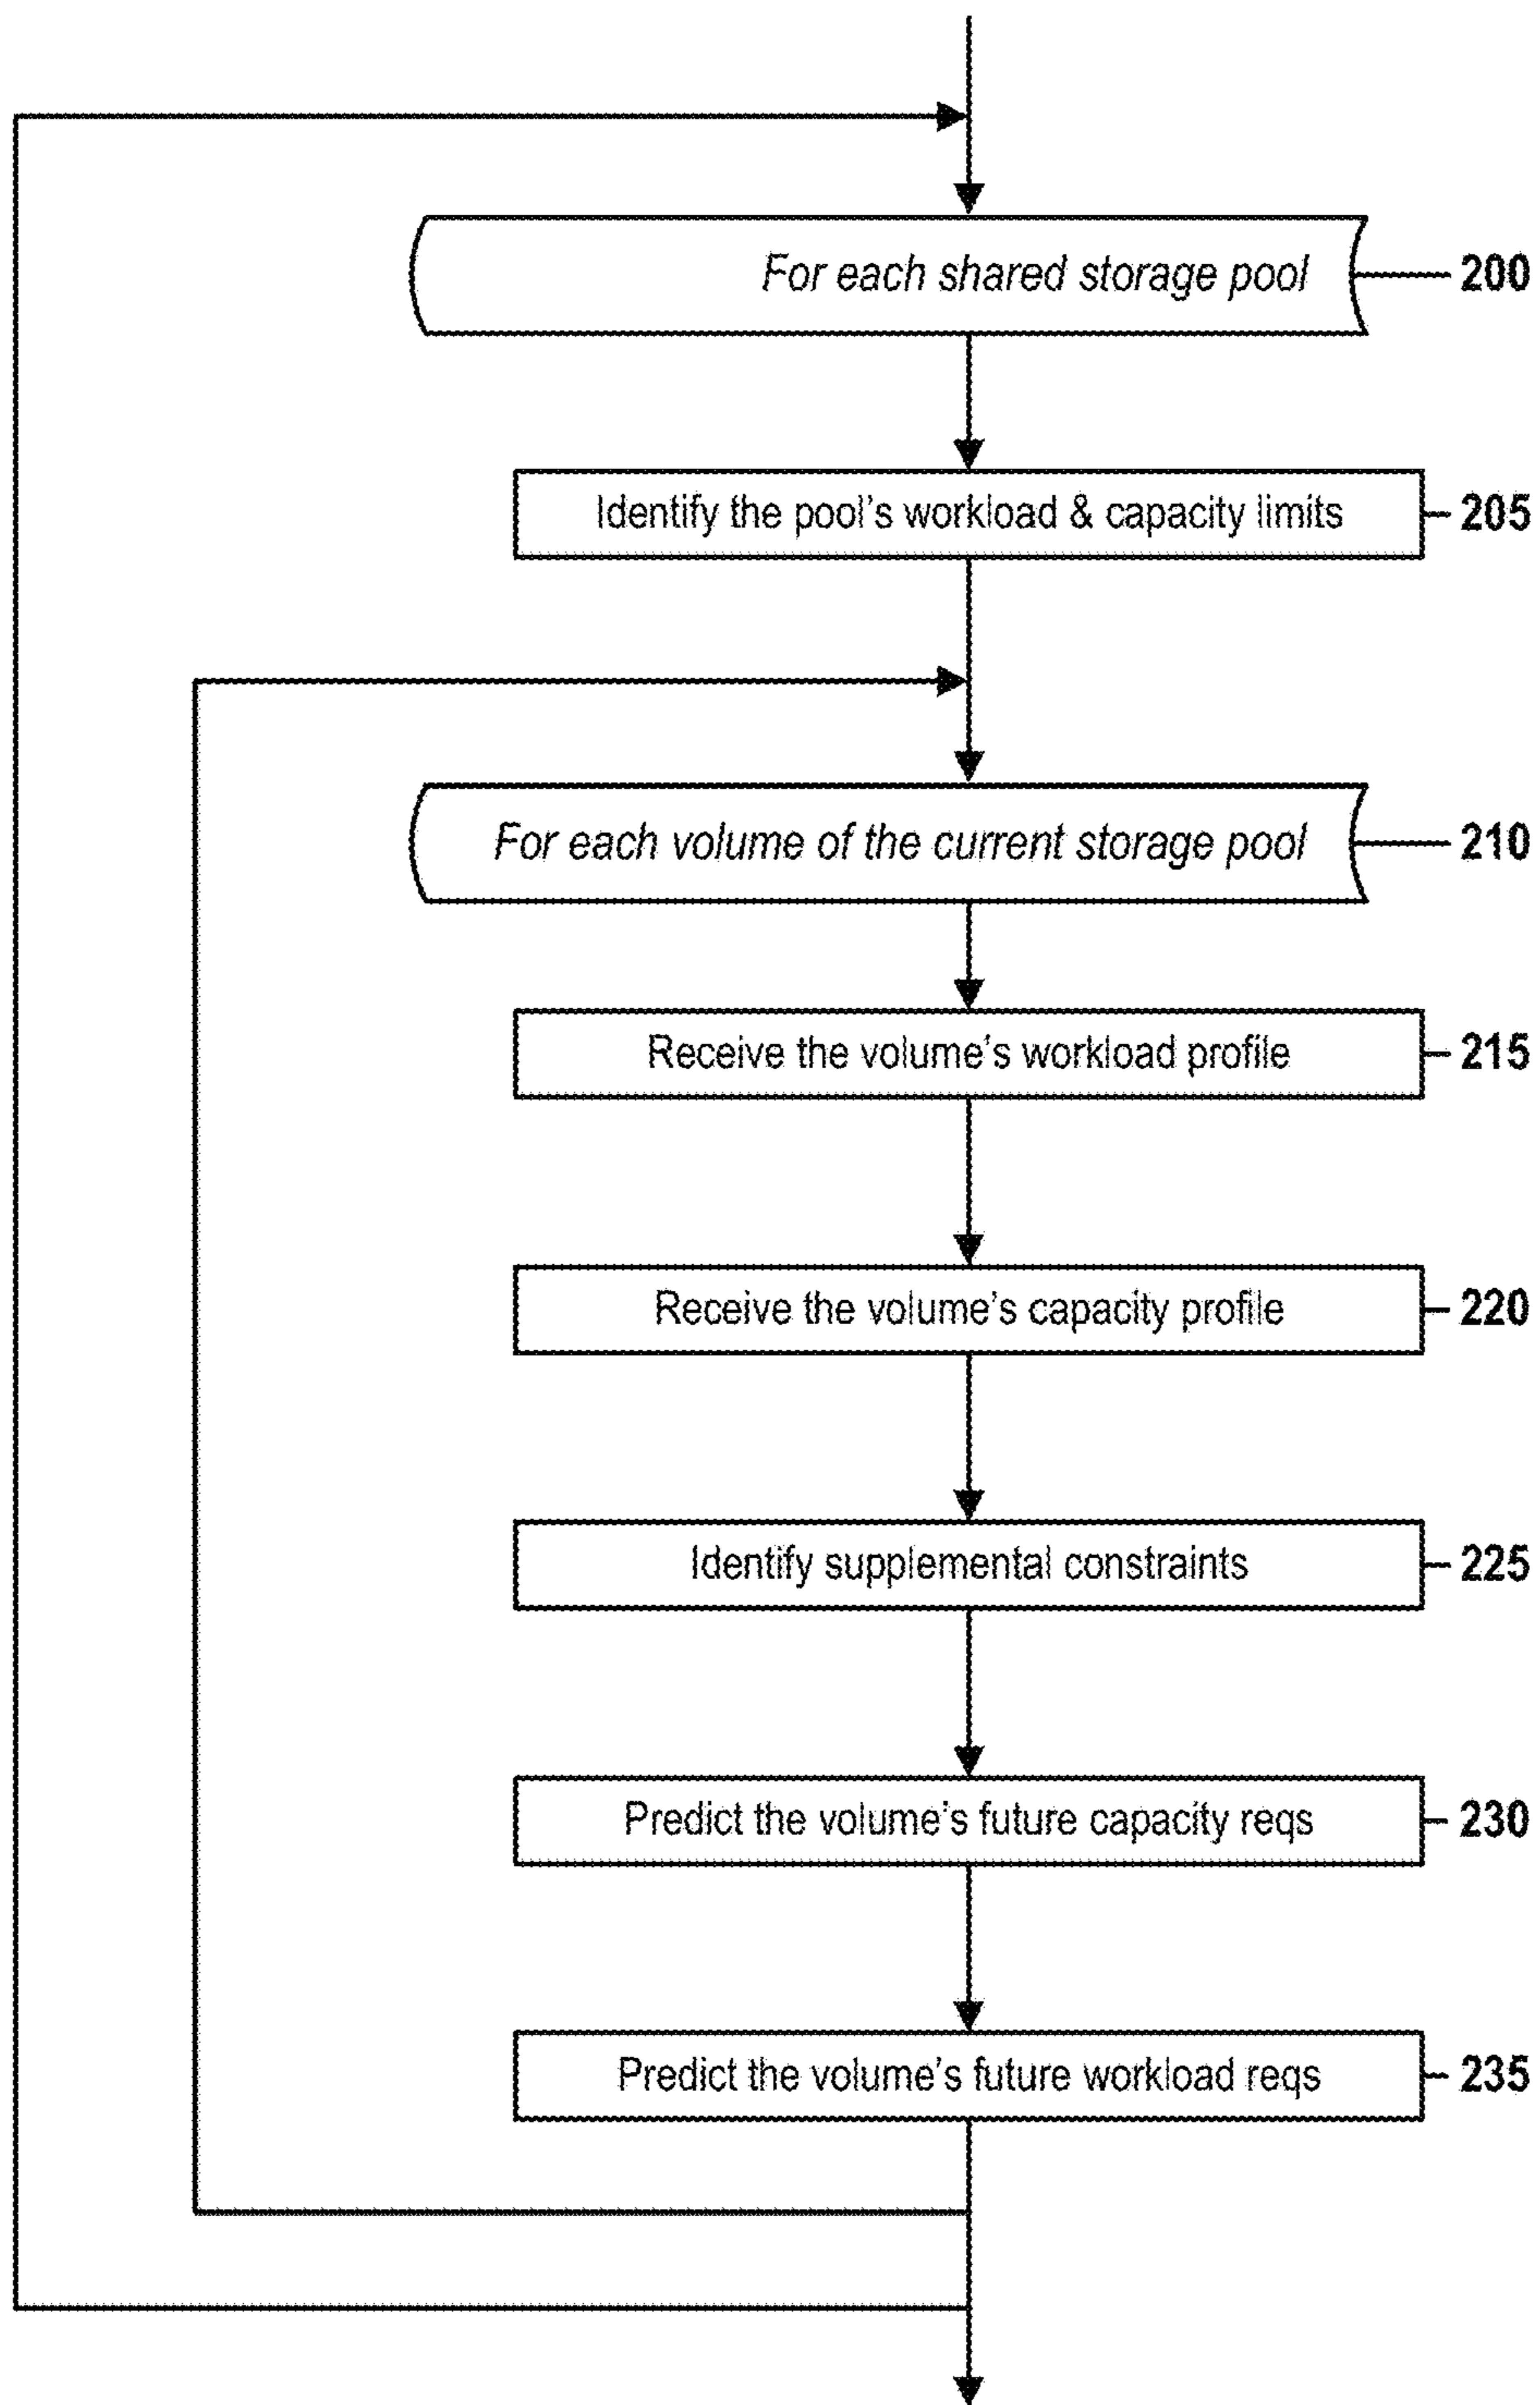 For each shared storage pool 200
Identify the pool's workload & capacity limits 205
For each volume of the current storage pool 210
Receive the volume's workload profile 215
Receive the volume's capacity profile 220
Identify supplemental constraints 225
Predict the volume's future capacity reqs 230
Predict the volume's future workload reqs 235